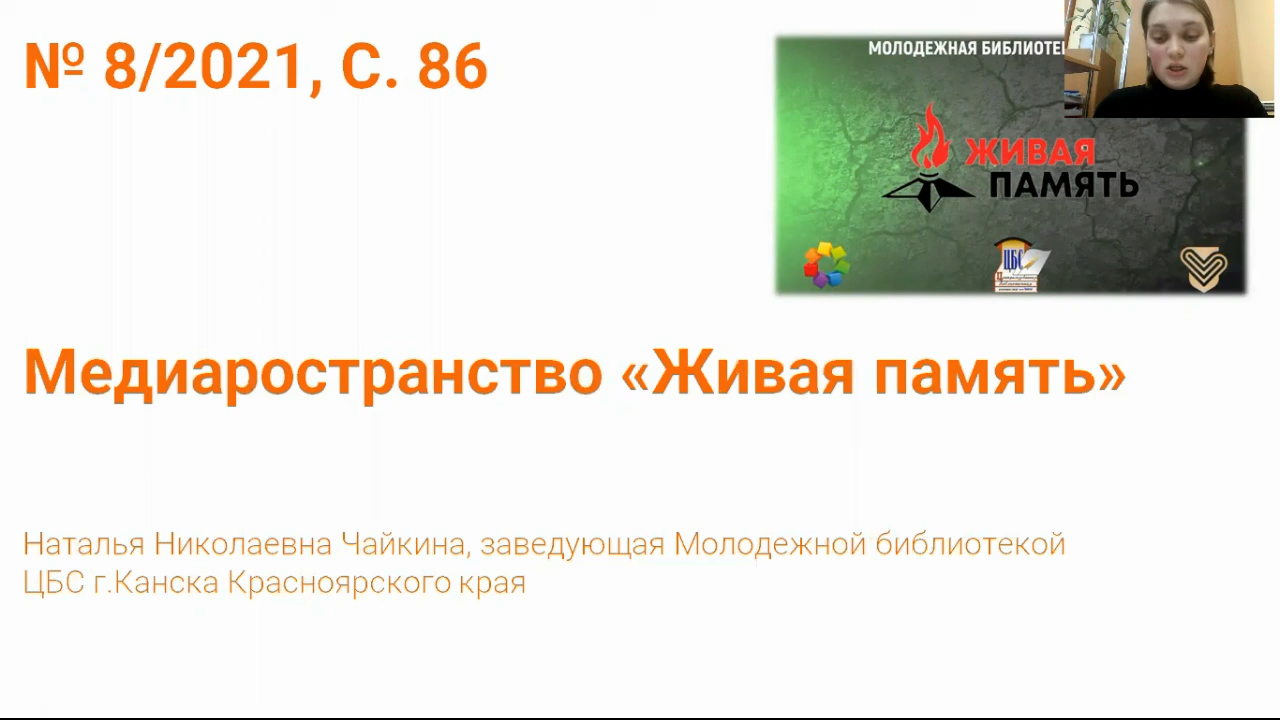 № 8/2021, С. 86
МОЛОДЕЖНАЯ
ЖИВАЯ
ПАМЯТЬ
ЦБС
Медиаространство «Живая память»
Наталья Николаевна Чайкина, заведующая Молодежной библиотекой
ЦБС г.Канска Красноярского края